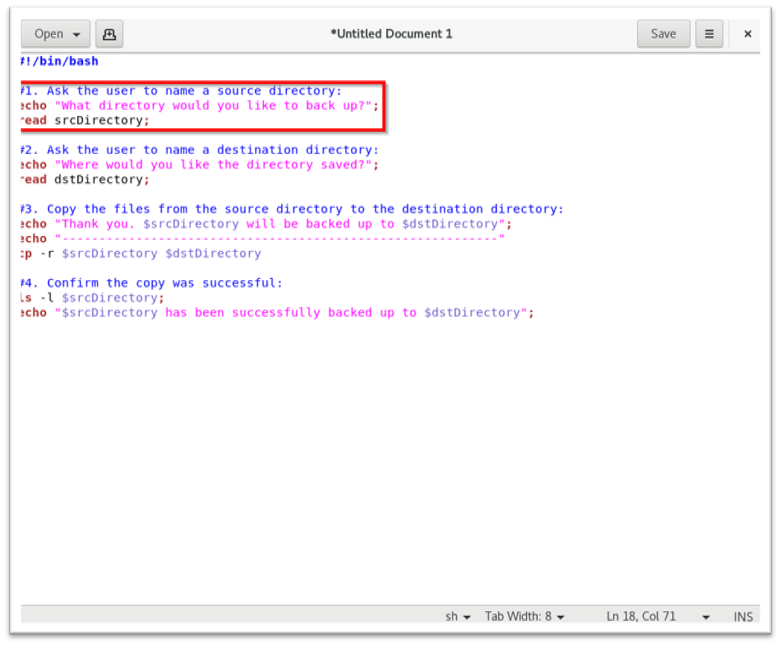 Open
*Untitled Document 1
Save
#!/bin/bash
#1. Ask the user to name a source directory:
echo "What directory would you like to back up?";
read srcDirectory;
#2. Ask the user to name a destination directory:
echo "Where would you like the directory saved?";
read dstDirectory;
#3. Copy the files from the source directory to the destination directory:
echo "Thank you. $srcDirectory will be backed up to $dstDirectory";
echo "-----------------------------------------------------------"
cp -r $srcDirectory $dstDirectory
#4. Confirm the copy was successful:
ls -l $srcDirectory;
echo "$srcDirectory has been successfully backed up to $dstDirectory";
sh Tab Width: 8 Ln 18, Col 71 INS